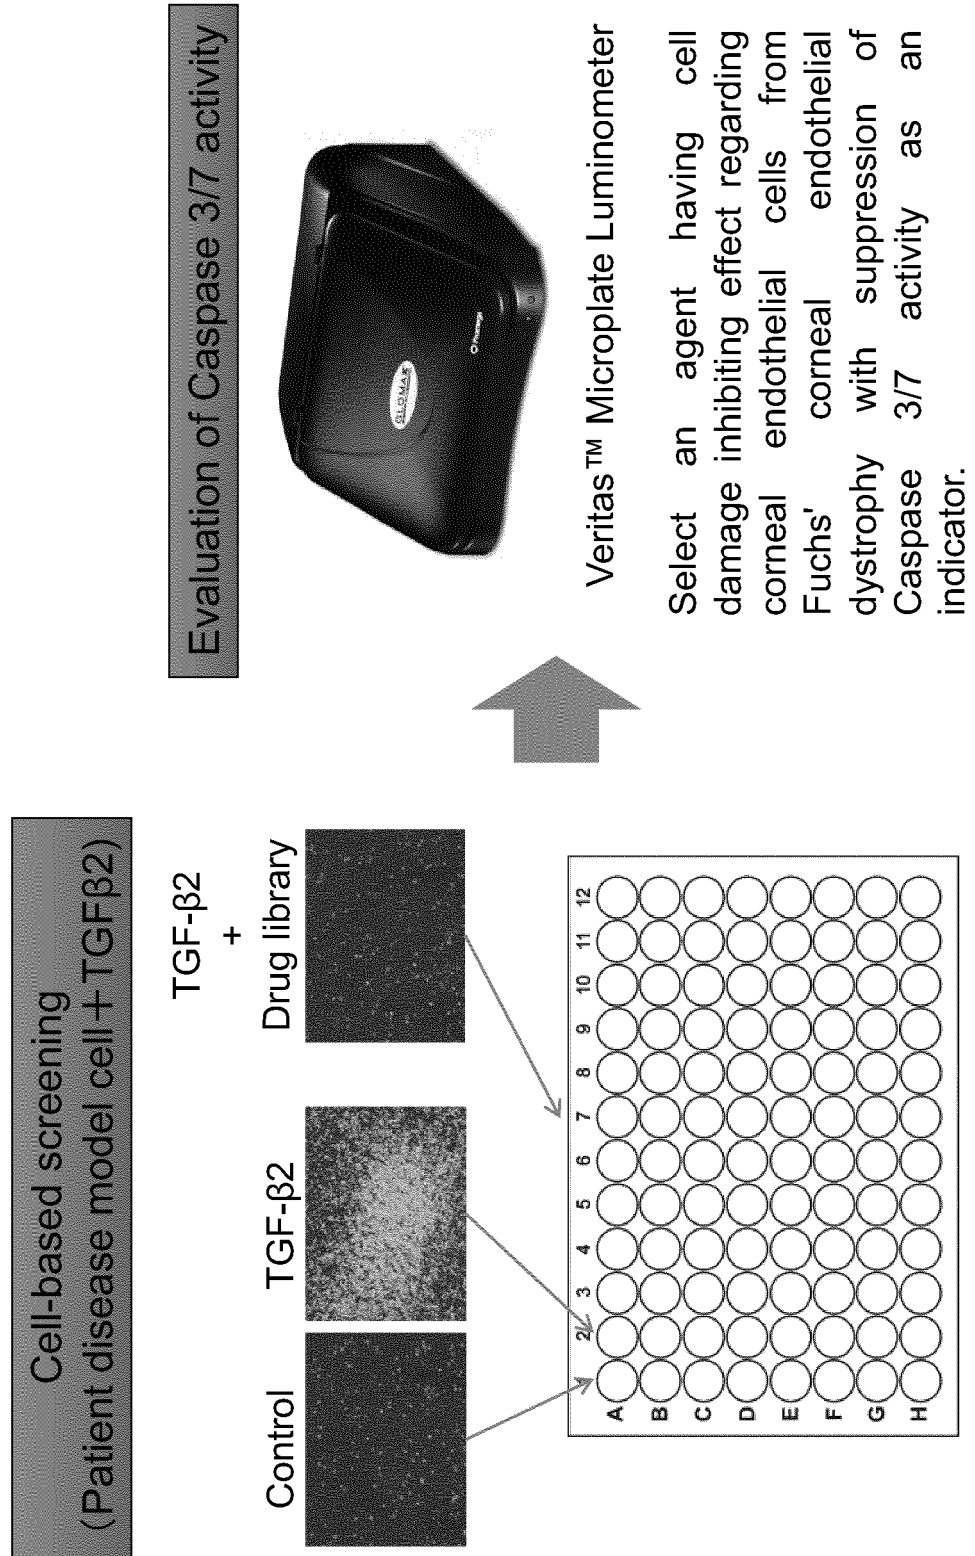 Cell-based screening
(Patient disease model cell+TGFβ2)
Control
TGF-β2
TGF-β2
+
Drug library
1 2 3 4 5 6 7 8 9 10 11 12
A
B
C
D
E
F
G
H
Evaluation of Caspase 3/7 activity
GLOMAX
Promega
Veritas™ Microplate Luminometer
Select an agent having cell
damage inhibiting effect regarding
corneal endothelial cells from
Fuchs' corneal endothelial
dystrophy with suppression of
Caspase 3/7 activity as an
indicator.